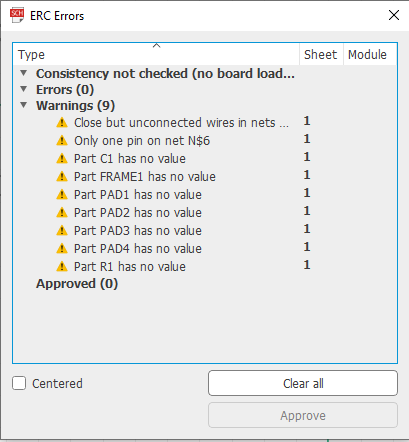 SCH
ERC Errors
Type Sheet Module
Consistency not checked (no board load...
Errors (0)
Warnings (9)
Close but unconnected wires in nets ... 1
Only one pin on net N$6 1
Part C1 has no value 1
Part FRAME1 has no value 1
Part PAD1 has no value 1
Part PAD2 has no value 1
Part PAD3 has no value 1
Part PAD4 has no value 1
Part R1 has no value 1
Approved (0)
Centered Clear all
Approve